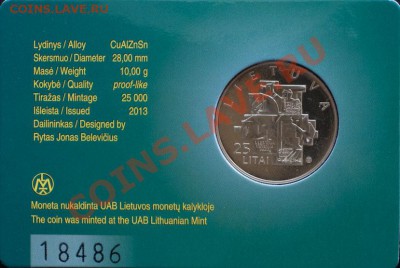 COINS.LAVE.RU
Lydinys / Alloy CuAlZnSn
Skersmuo / Diameter 28,00 mm
Masė / Weight 10,00 g
Kokybė / Quality proof-like
Tiražas / Mintage 25 000
Išleista / Issued 2013
Dailininkas / Designed by
Rytas Jonas Belevičius
LIETUVA
25
LITAI
Moneta nukaldinta UAB Lietuvos monetų kalykloje
The coin was minted at the UAB Lithuanian Mint
18486
COINS.LAVE.RU